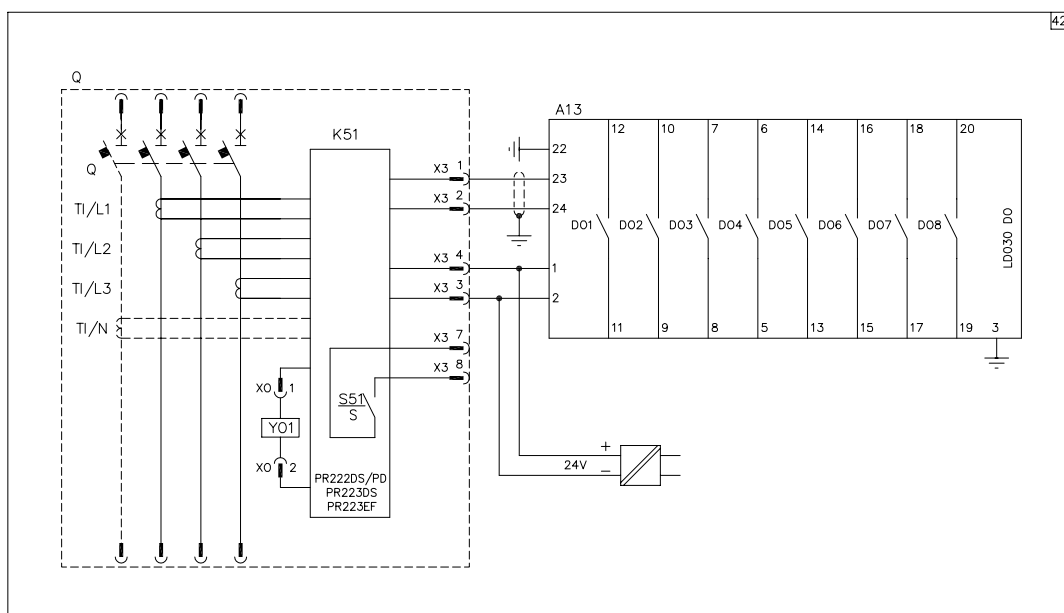 42
Q
A13
K51
12 10 7 6 14 16 18 20
22
Q
X3 1
23
TI/L1
X3 2
24
DO1 DO2 DO3 DO4 DO5 DO6 DO7 DO8
LD030 DO
TI/L2
X3 4
1
TI/L3
X3 3
2
TI/N
11 9 8 5 13 15 17 19 3
X3 7
X3 8
X0 1
S51
S
Y01
X0 2
+
24V
−
PR222DS/PD
PR223DS
PR223EF